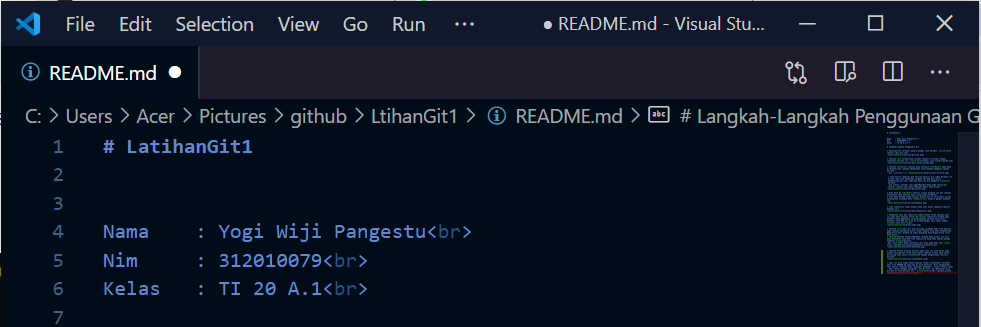 File Edit Selection View Go Run ··· ● README.md - Visual Stu...
README.md ●
C: > Users > Acer > Pictures > github > LtihanGit1 > README.md > abc # Langkah-Langkah Penggunaan G
1 # LatihanGit1
2
3
4 Nama : Yogi Wiji Pangestu<br>
5 Nim : 312010079<br>
6 Kelas : TI 20 A.1<br>
7